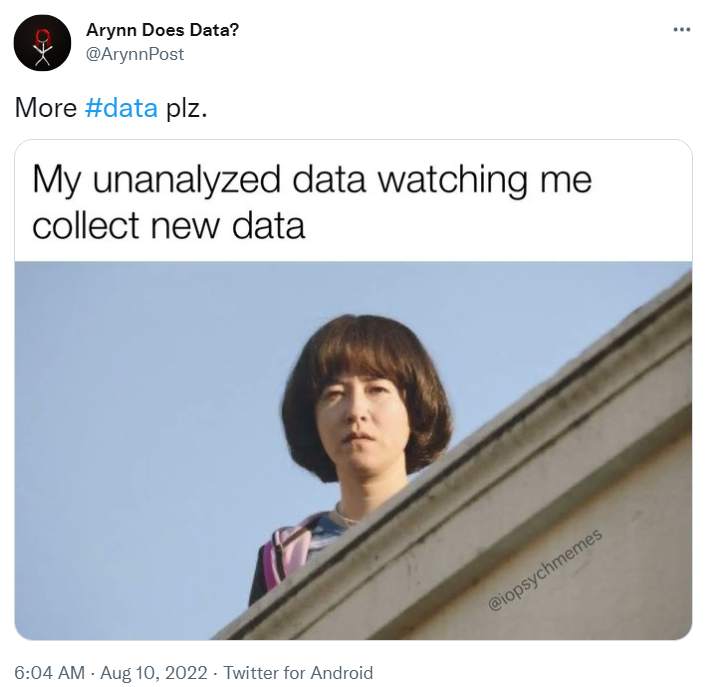 Arynn Does Data?
@ArynnPost
More #data plz.
My unanalyzed data watching me
collect new data
@iopsychmemes
6:04 AM · Aug 10, 2022 · Twitter for Android